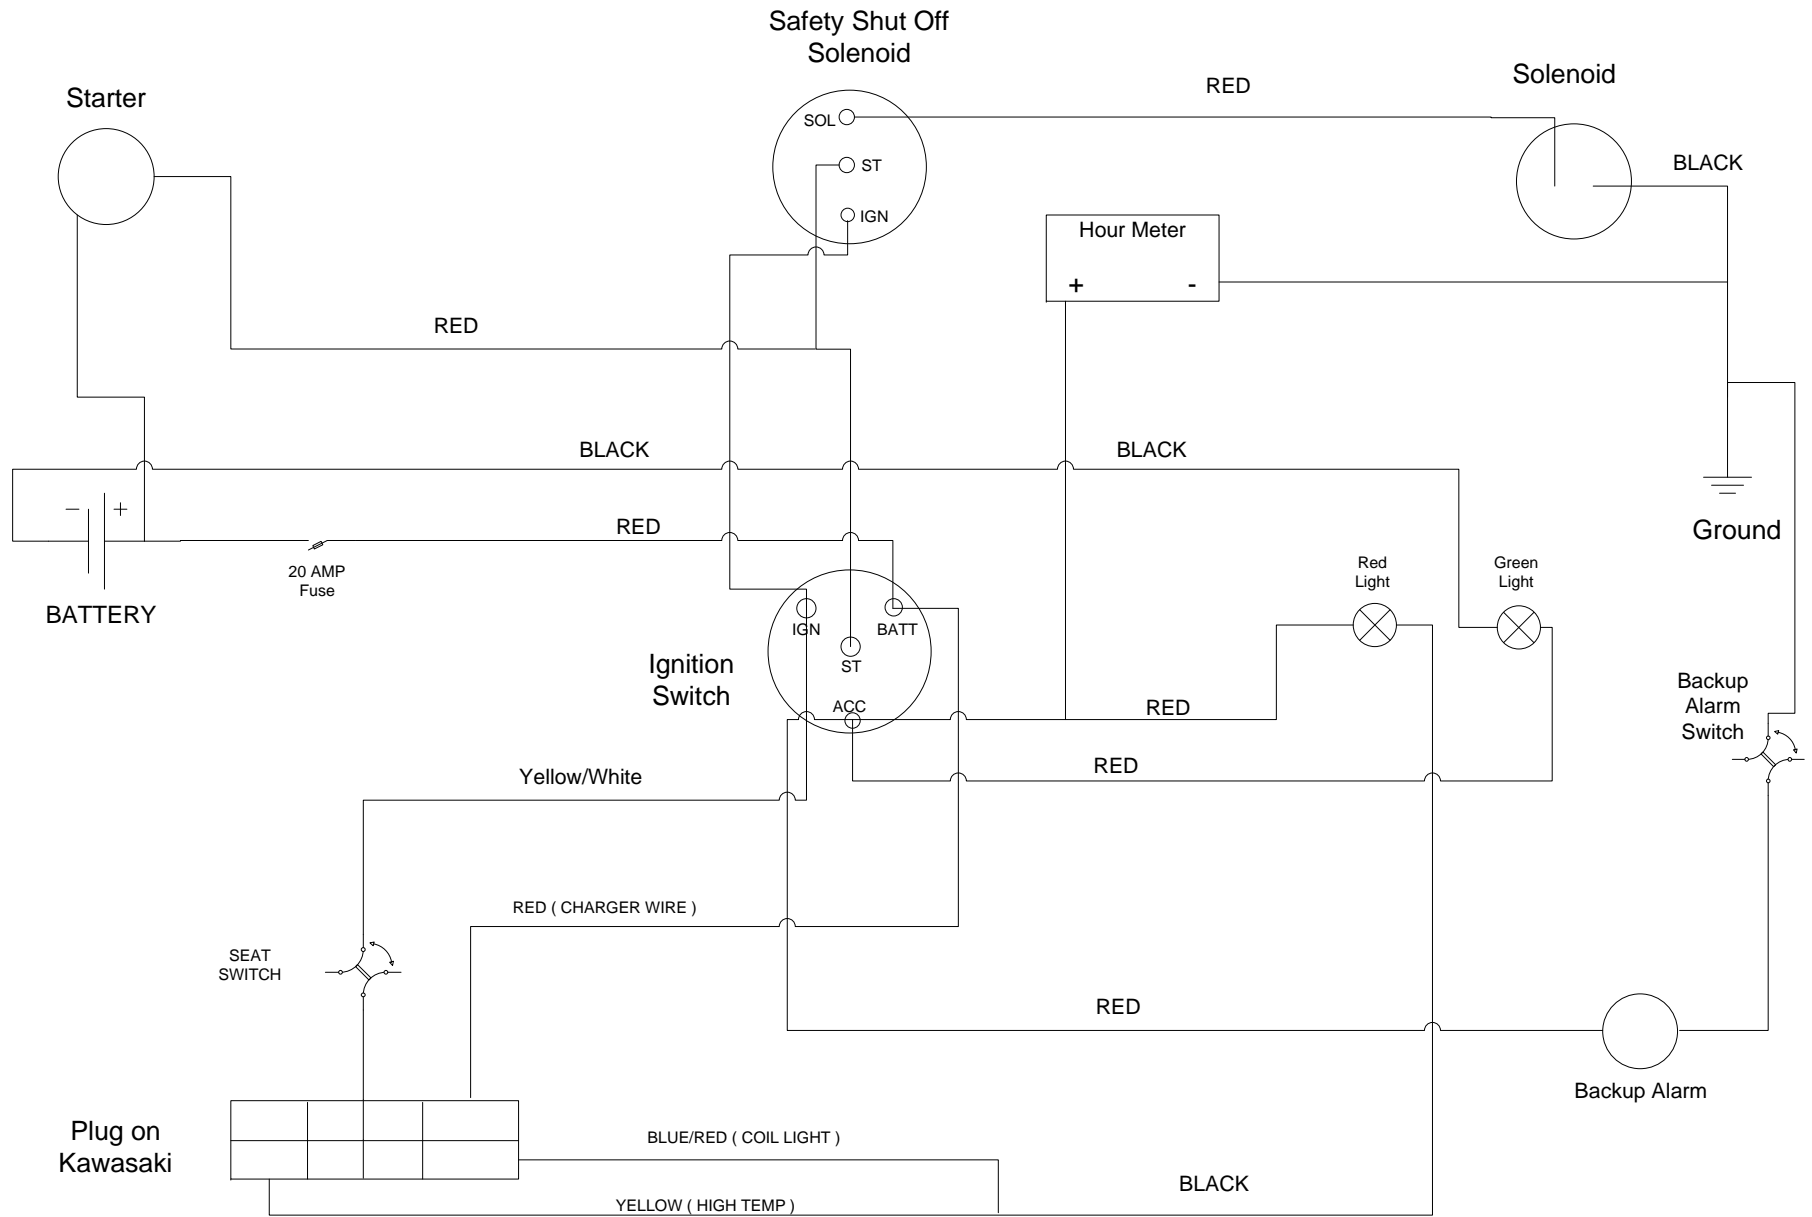 Safety Shut Off
Solenoid
Starter
RED
Solenoid
SOL
ST
IGN
BLACK
Hour Meter
+ -
RED
BLACK
BLACK
– +
RED
20 AMP
Fuse
BATTERY
Ground
Red
Light
Green
Light
IGN
BATT
ST
ACC
Ignition
Switch
RED
Backup
Alarm
Switch
RED
Yellow/White
RED ( CHARGER WIRE )
SEAT
SWITCH
RED
Backup Alarm
Plug on
Kawasaki
BLUE/RED ( COIL LIGHT )
BLACK
YELLOW ( HIGH TEMP )